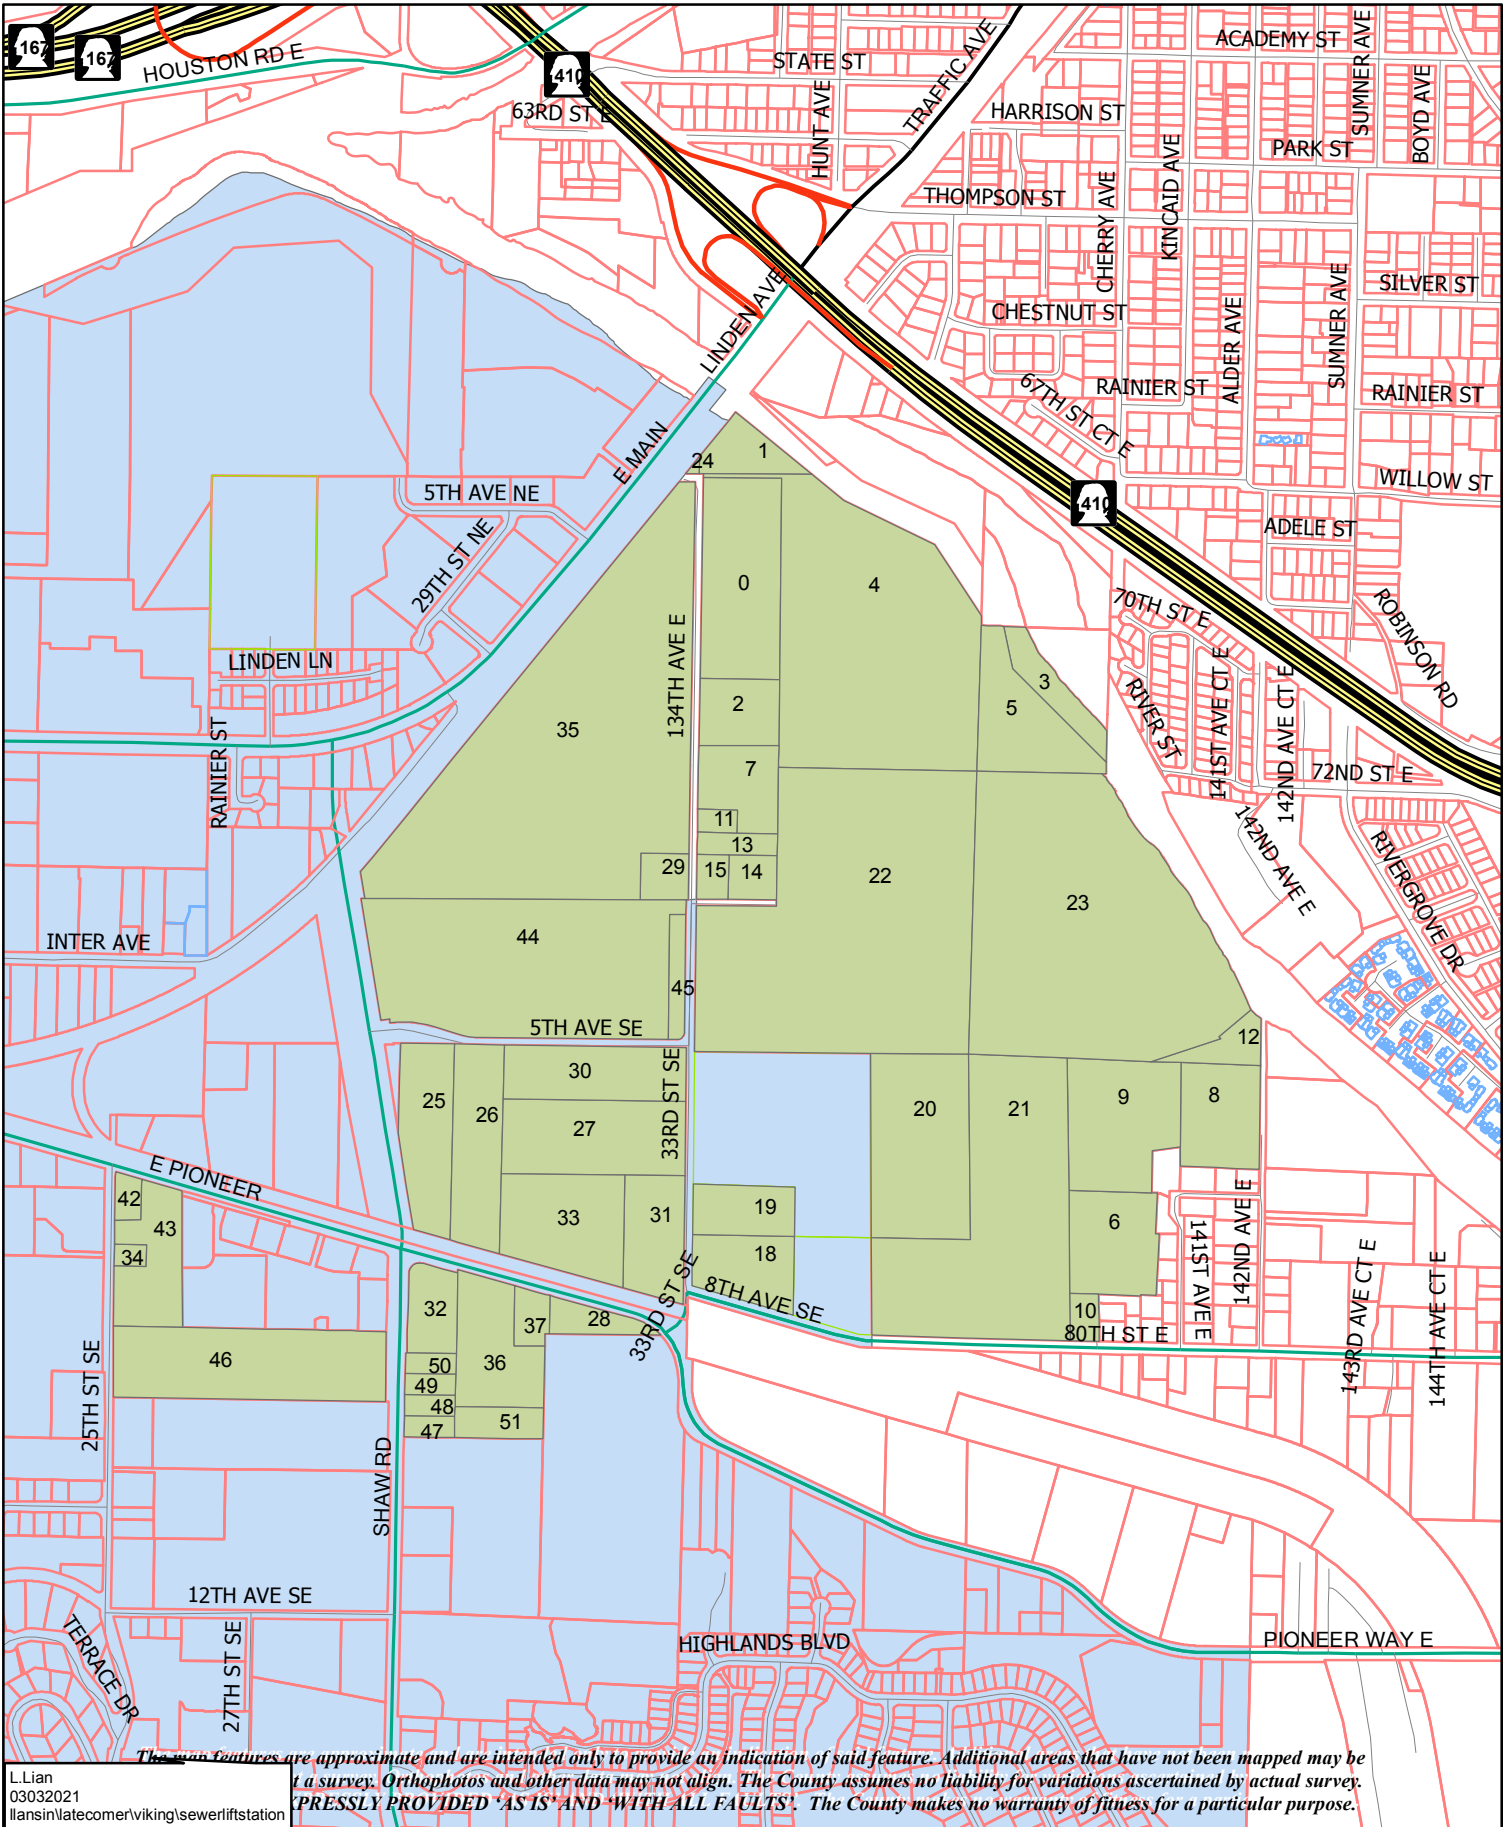 167
167
HOUSTON RD E
410
63RD ST E
STATE ST
HUNT AVE
TRAFFIC AVE
ACADEMY ST
SUMNER AVE
BOYD AVE
HARRISON ST
PARK ST
THOMPSON ST
CHERRY AVE
KINCAID AVE
CHESTNUT ST
ALDER AVE
SUMNER AVE
SILVER ST
LINDEN AVE
67TH ST CT E
RAINIER ST
RAINIER ST
E MAIN
WILLOW ST
410
ADELE ST
ROBINSON RD
24
1
5TH AVE NE
29TH ST NE
0
4
134TH AVE E
70TH ST E
LINDEN LN
3
5
2
35
RIVER ST
141ST AVE CT E
142ND AVE CT E
RAINIER ST
7
72ND ST E
11
13
29
15
14
22
23
142ND AVE E
RIVERGROVE DR
INTER AVE
44
45
5TH AVE SE
12
30
33RD ST SE
25
26
27
20
21
9
8
E PIONEER
42
43
34
33
31
19
18
6
141ST AVE E
142ND AVE E
143RD AVE CT E
144TH AVE CT E
33RD ST SE
8TH AVE SE
10
80TH ST E
32
37
28
25TH ST SE
46
36
50
49
48
47
51
SHAW RD
12TH AVE SE
TERRACE DR
27TH ST SE
HIGHLANDS BLVD
PIONEER WAY E
The map features are approximate and are intended only to provide an indication of said feature. Additional areas that have not been mapped may be
t a survey. Orthophotos and other data may not align. The County assumes no liability for variations ascertained by actual survey.
XPRESSLY PROVIDED 'AS IS' AND 'WITH ALL FAULTS'. The County makes no warranty of fitness for a particular purpose.
L.Lian
03032021
llansin\latecomer\viking\sewerliftstation